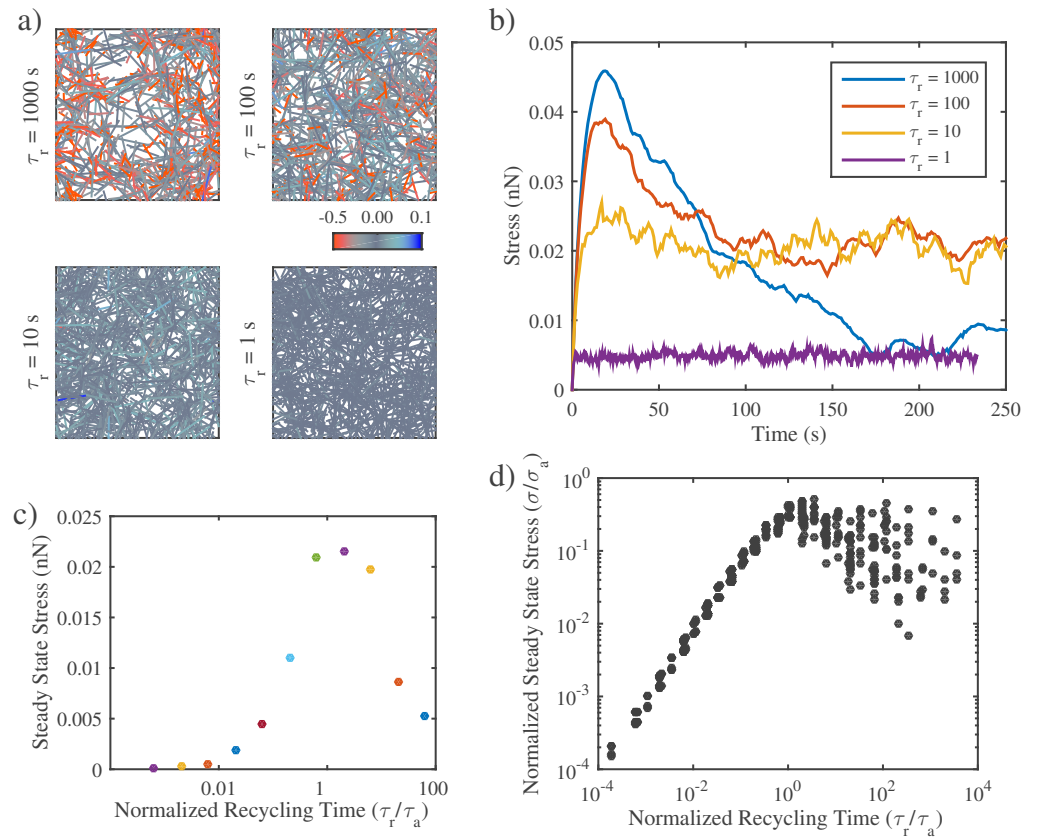 a)
τr = 1000 s
τr = 100 s
-0.5 0.00 0.1
τr = 10 s
τr = 1 s
b)
Stress (nN)
0.05
0.04
0.03
0.02
0.01
0
0 50 100 150 200 250
Time (s)
τr = 1000
τr = 100
τr = 10
τr = 1
c)
Steady State Stress (nN)
0.025
0.02
0.015
0.01
0.005
0
0.01 1 100
Normalized Recycling Time (τr/τa)
d)
Normalized Steady State Stress (σ/σa)
10^0
10^-1
10^-2
10^-3
10^-4
10^-4 10^-2 10^0 10^2 10^4
Normalized Recycling Time (τr/τa)